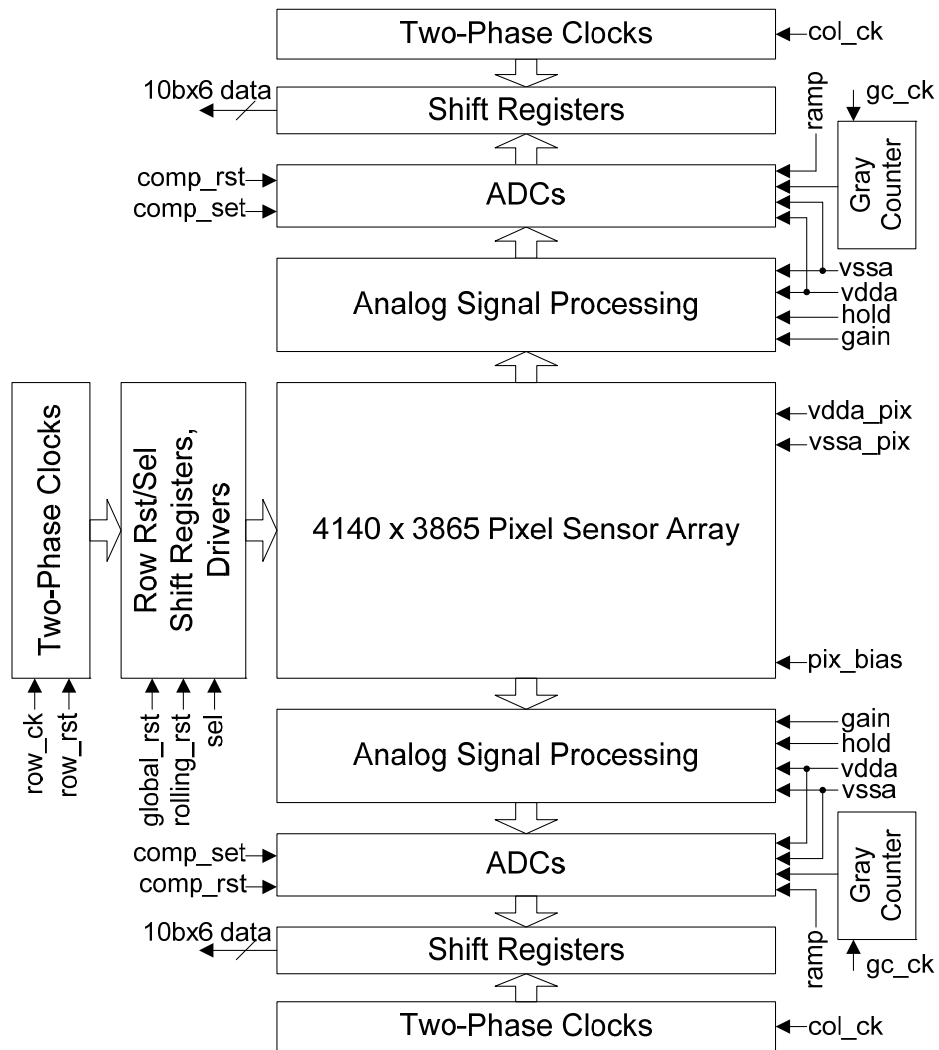 Two-Phase Clocks
col_ck
10bx6 data
Shift Registers
ramp
gc_ck
Gray
Counter
comp_rst
comp_set
ADCs
Analog Signal Processing
vssa
vdda
hold
gain
Two-Phase Clocks
row_ck
row_rst
Row Rst/Sel
Shift Registers,
Drivers
global_rst
rolling_rst
sel
4140 x 3865 Pixel Sensor Array
vdda_pix
vssa_pix
pix_bias
Analog Signal Processing
gain
hold
vdda
vssa
comp_set
comp_rst
ADCs
Gray
Counter
10bx6 data
Shift Registers
ramp
gc_ck
Two-Phase Clocks
col_ck